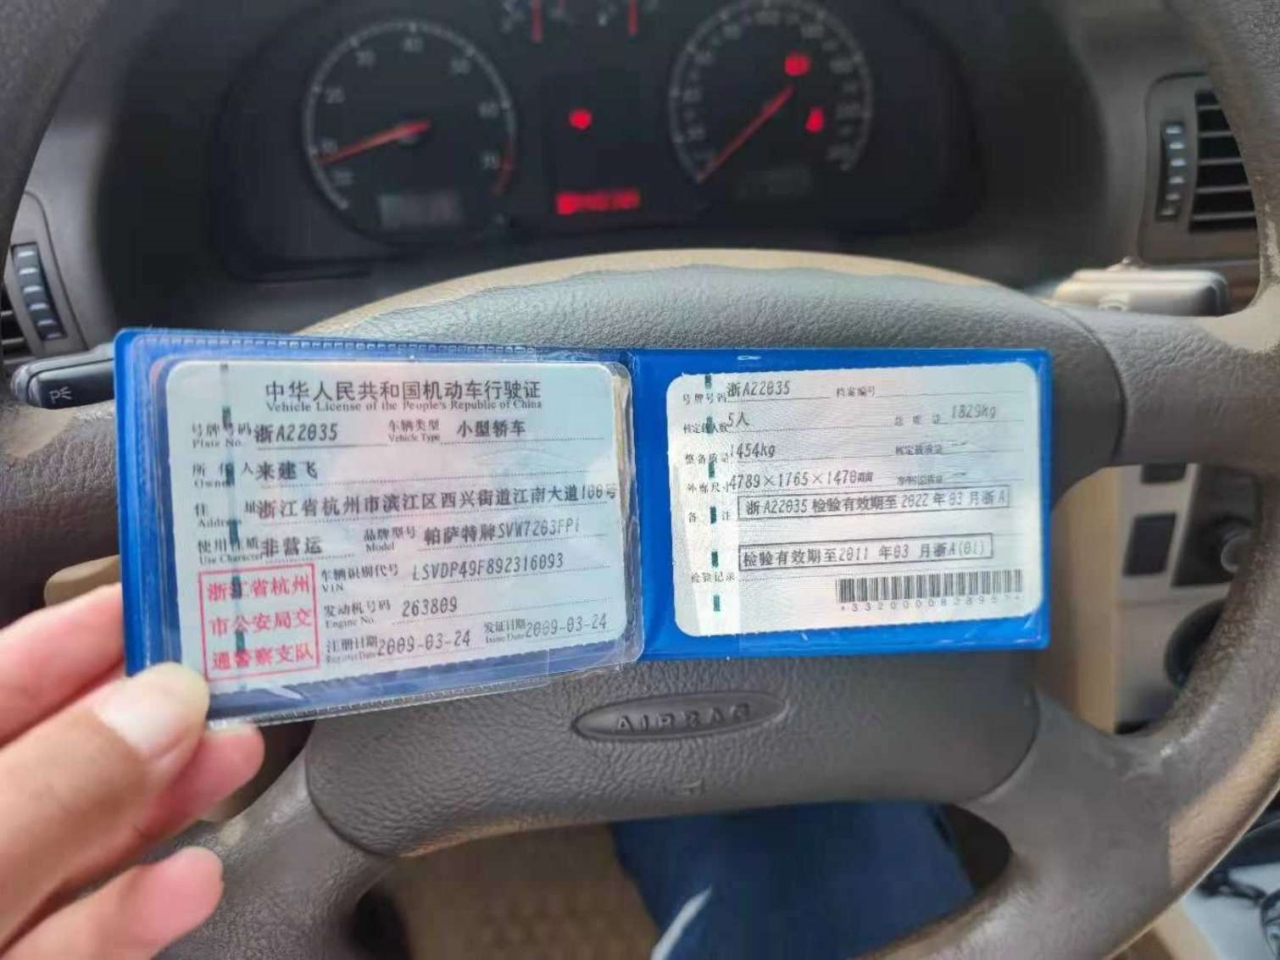 中华人民共和国机动车行驶证
Vehicle License of the People's Republic of China
号牌号码 浙A22035 车辆类型 小型轿车
Plate No. Vehicle Type
所有人 来建飞
Owner
住址 浙江省杭州市滨江区西兴街道江南大道100号
Address
使用性质 非营运 品牌型号 帕萨特牌SVW7203FPi
Use Character Model
浙江省杭州
市公安局交
通警察支队
车辆识别代号 LSVDP49F892316093
VIN
发动机号码 263809
Engine No.
注册日期 2009-03-24 发证日期 2009-03-24
Register Date Issue Date
号牌号码 浙A22035 档案编号
核定载人数 5人 总质量 1829kg
整备质量 1454kg 核定载质量 --
外廓尺寸 4789×1765×1470mm
备注 浙A22035 检验有效期至2022年03月浙A
检验有效期至2011 年03 月浙A(01)
检验记录
AIRBAG